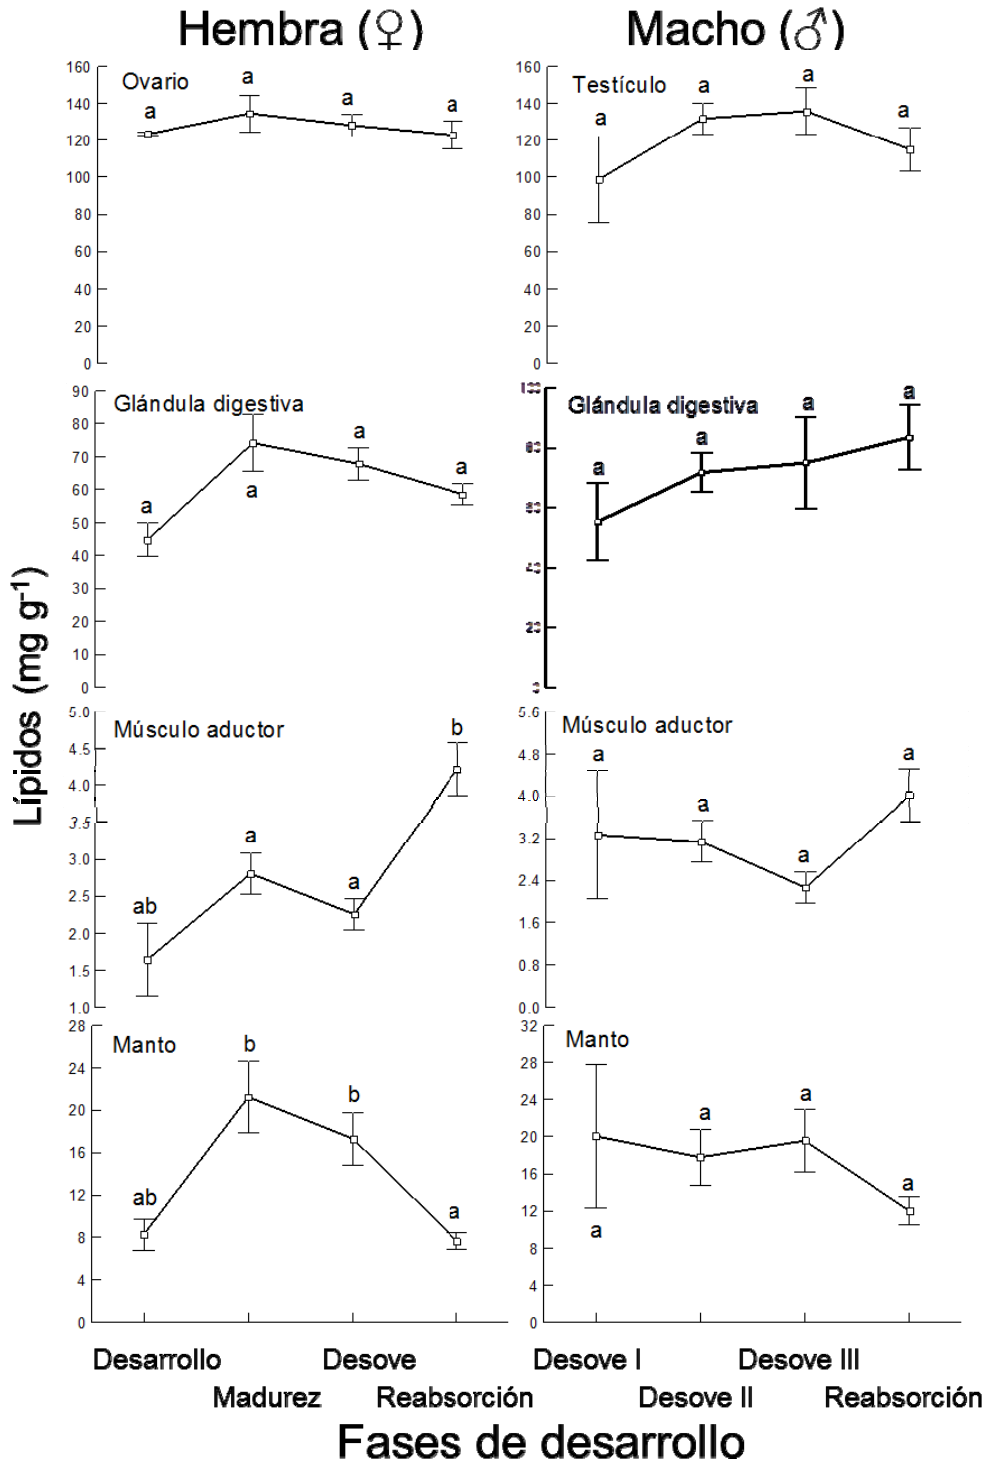 Hembra (♀)
Macho (♂)
Lípidos (mg g-1)
Ovario
160
140
120
100
80
60
40
20
0
a
a
a
a
Testículo
160
140
120
100
80
60
40
20
0
a
a
a
a
Glándula digestiva
90
80
70
60
50
40
30
20
10
0
a
a
a
a
Glándula digestiva
20
a
a
a
a
Músculo aductor
5.0
4.5
4.0
3.5
3.0
2.5
2.0
1.5
1.0
ab
a
a
b
Músculo aductor
5.6
4.8
4.0
3.2
2.4
1.6
0.8
0.0
a
a
a
a
Manto
28
24
20
16
12
8
4
0
ab
b
b
a
Manto
32
28
24
20
16
12
8
4
0
a
a
a
a
Desarrollo
Desove
Desove I
Desove III
Madurez
Reabsorción
Desove II
Reabsorción
Fases de desarrollo